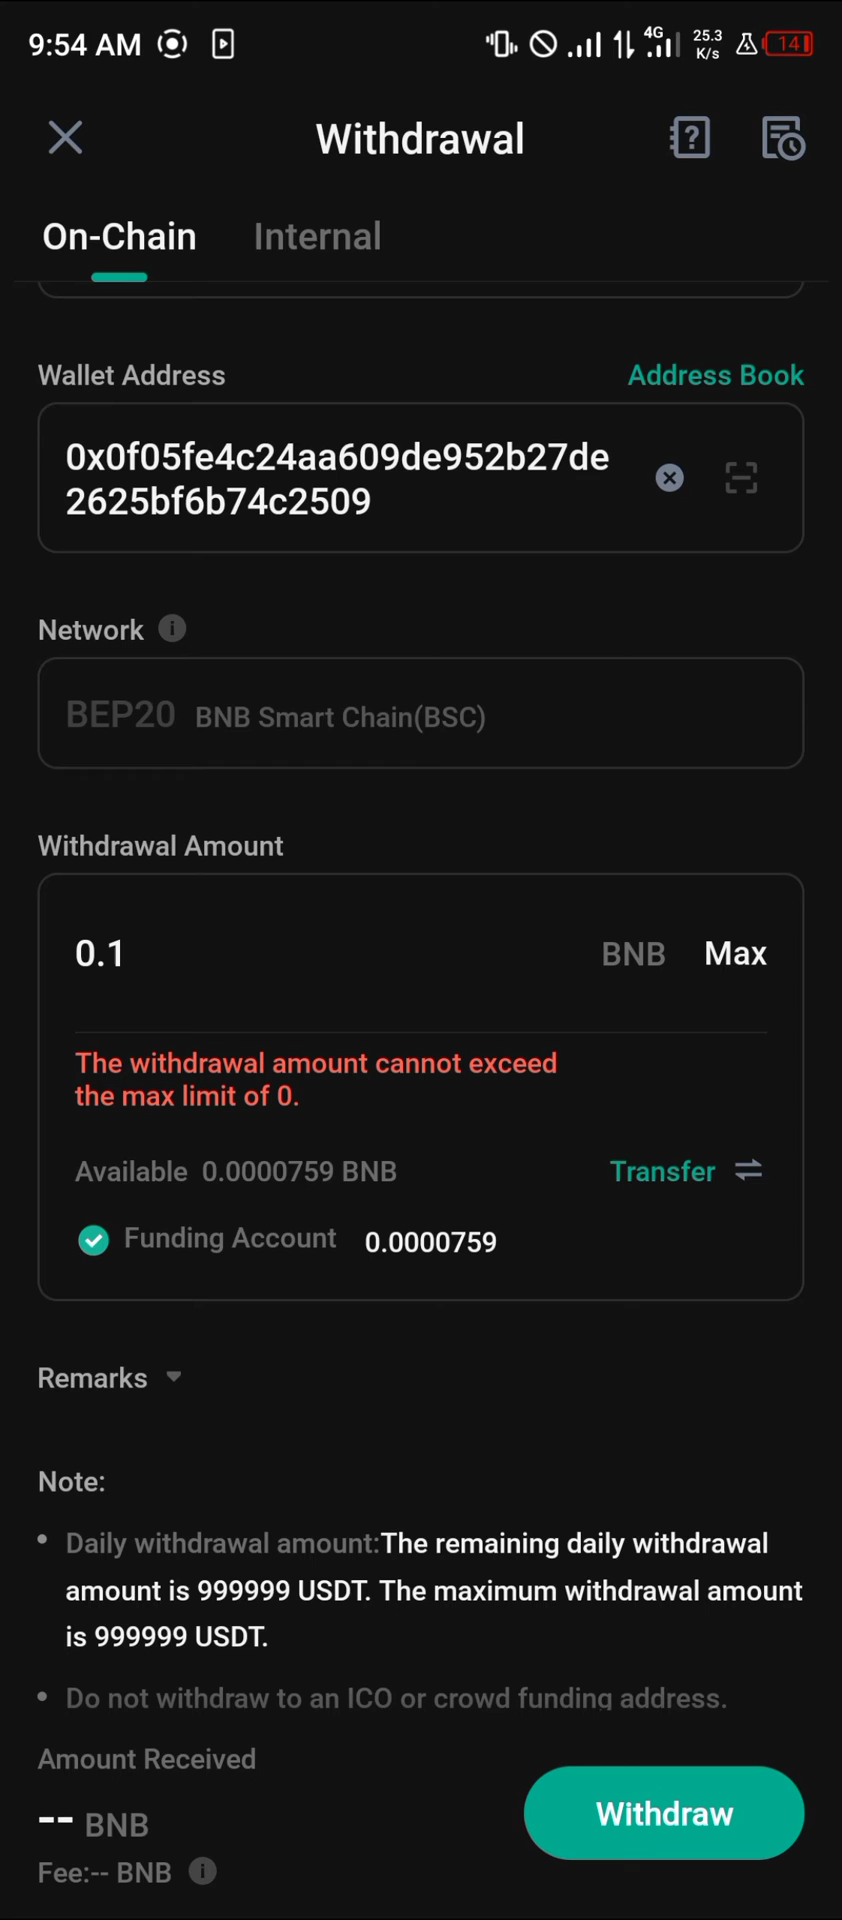 9:54 AM 4G 25.3 K/s 14
Withdrawal
On-Chain Internal
Wallet Address Address Book
0x0f05fe4c24aa609de952b27de
2625bf6b74c2509
Network
BEP20 BNB Smart Chain(BSC)
Withdrawal Amount
0.1 BNB Max
The withdrawal amount cannot exceed
the max limit of 0.
Available 0.0000759 BNB Transfer
Funding Account 0.0000759
Remarks
Note:
• Daily withdrawal amount:The remaining daily withdrawal
amount is 999999 USDT. The maximum withdrawal amount
is 999999 USDT.
• Do not withdraw to an ICO or crowd funding address.
Amount Received
-- BNB
Withdraw
Fee:-- BNB